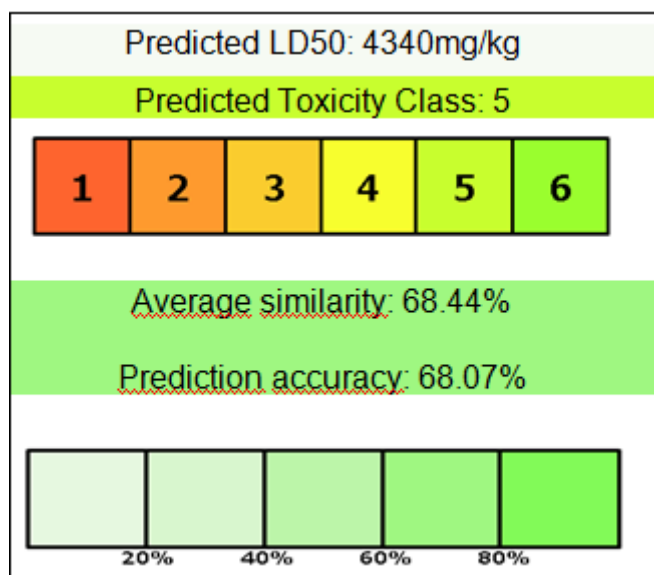 Predicted LD50: 4340mg/kg
Predicted Toxicity Class: 5
1 2 3 4 5 6
Average similarity: 68.44%
Prediction accuracy: 68.07%
20% 40% 60% 80%